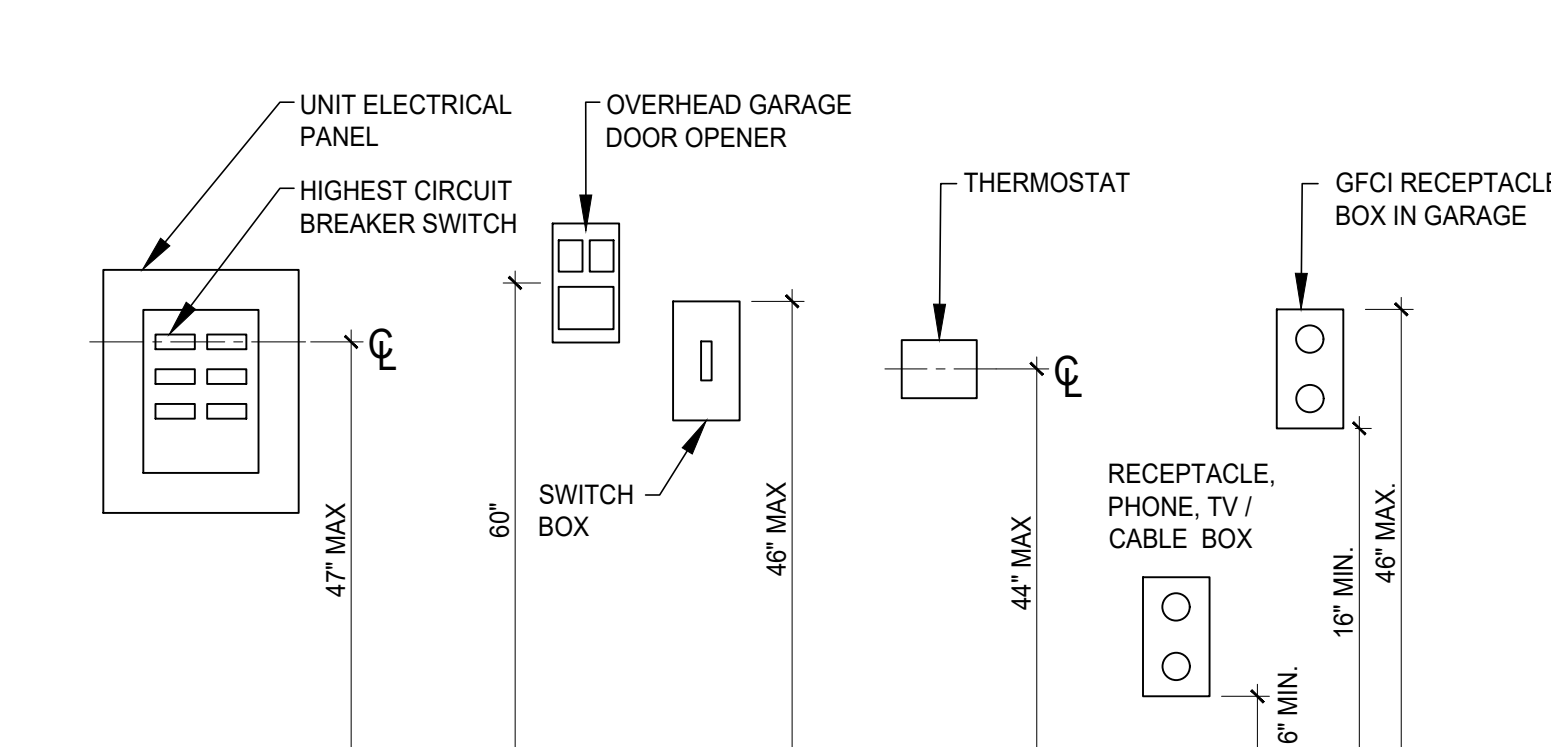 UNIT ELECTRICAL
PANEL
HIGHEST CIRCUIT
BREAKER SWITCH
OVERHEAD GARAGE
DOOR OPENER
THERMOSTAT
GFCI RECEPTACLE
BOX IN GARAGE
SWITCH
BOX
RECEPTACLE,
PHONE, TV /
CABLE BOX
℄
℄
47" MAX
60"
46" MAX
44" MAX
6" MIN.
16" MIN.
46" MAX.